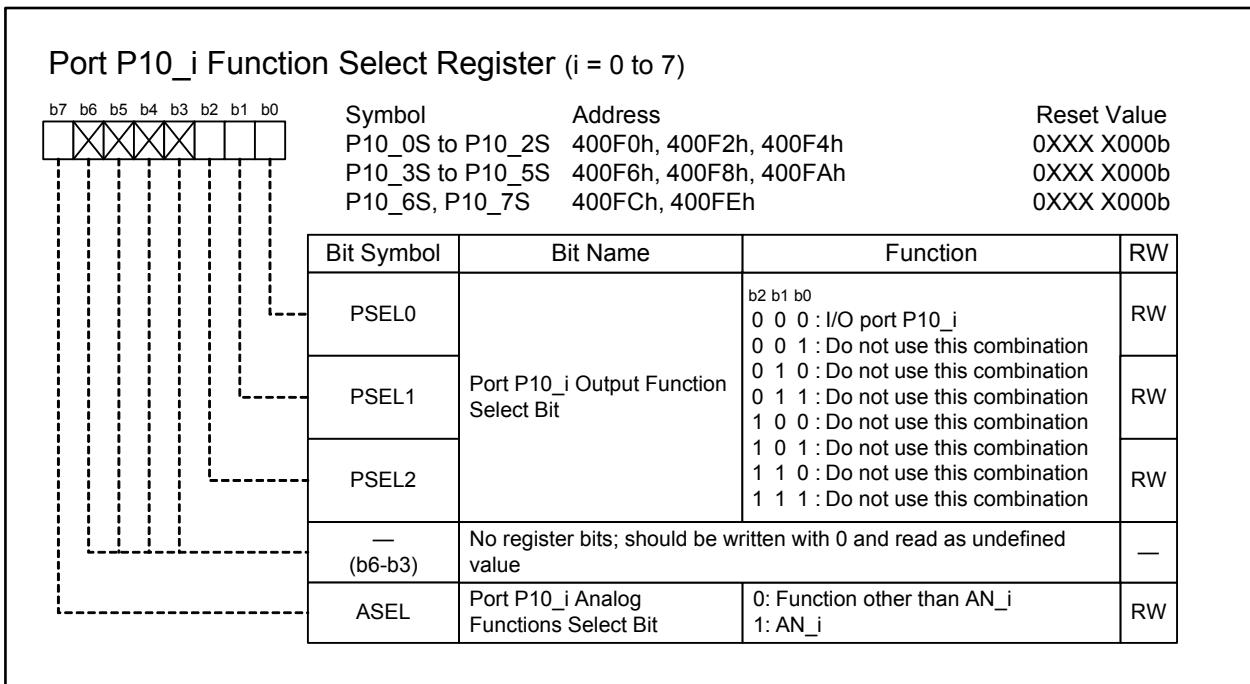 Port P10_i Function Select Register (i = 0 to 7)
b7 b6 b5 b4 b3 b2 b1 b0
Symbol Address Reset Value
P10_0S to P10_2S 400F0h, 400F2h, 400F4h 0XXX X000b
P10_3S to P10_5S 400F6h, 400F8h, 400FAh 0XXX X000b
P10_6S, P10_7S 400FCh, 400FEh 0XXX X000b
Bit Symbol Bit Name Function RW
PSEL0
PSEL1
PSEL2
Port P10_i Output Function
Select Bit
b2 b1 b0
0 0 0 : I/O port P10_i
0 0 1 : Do not use this combination
0 1 0 : Do not use this combination
0 1 1 : Do not use this combination
1 0 0 : Do not use this combination
1 0 1 : Do not use this combination
1 1 0 : Do not use this combination
1 1 1 : Do not use this combination
RW
RW
RW
—
(b6-b3)
No register bits; should be written with 0 and read as undefined
value
—
ASEL
Port P10_i Analog
Functions Select Bit
0: Function other than AN_i
1: AN_i
RW